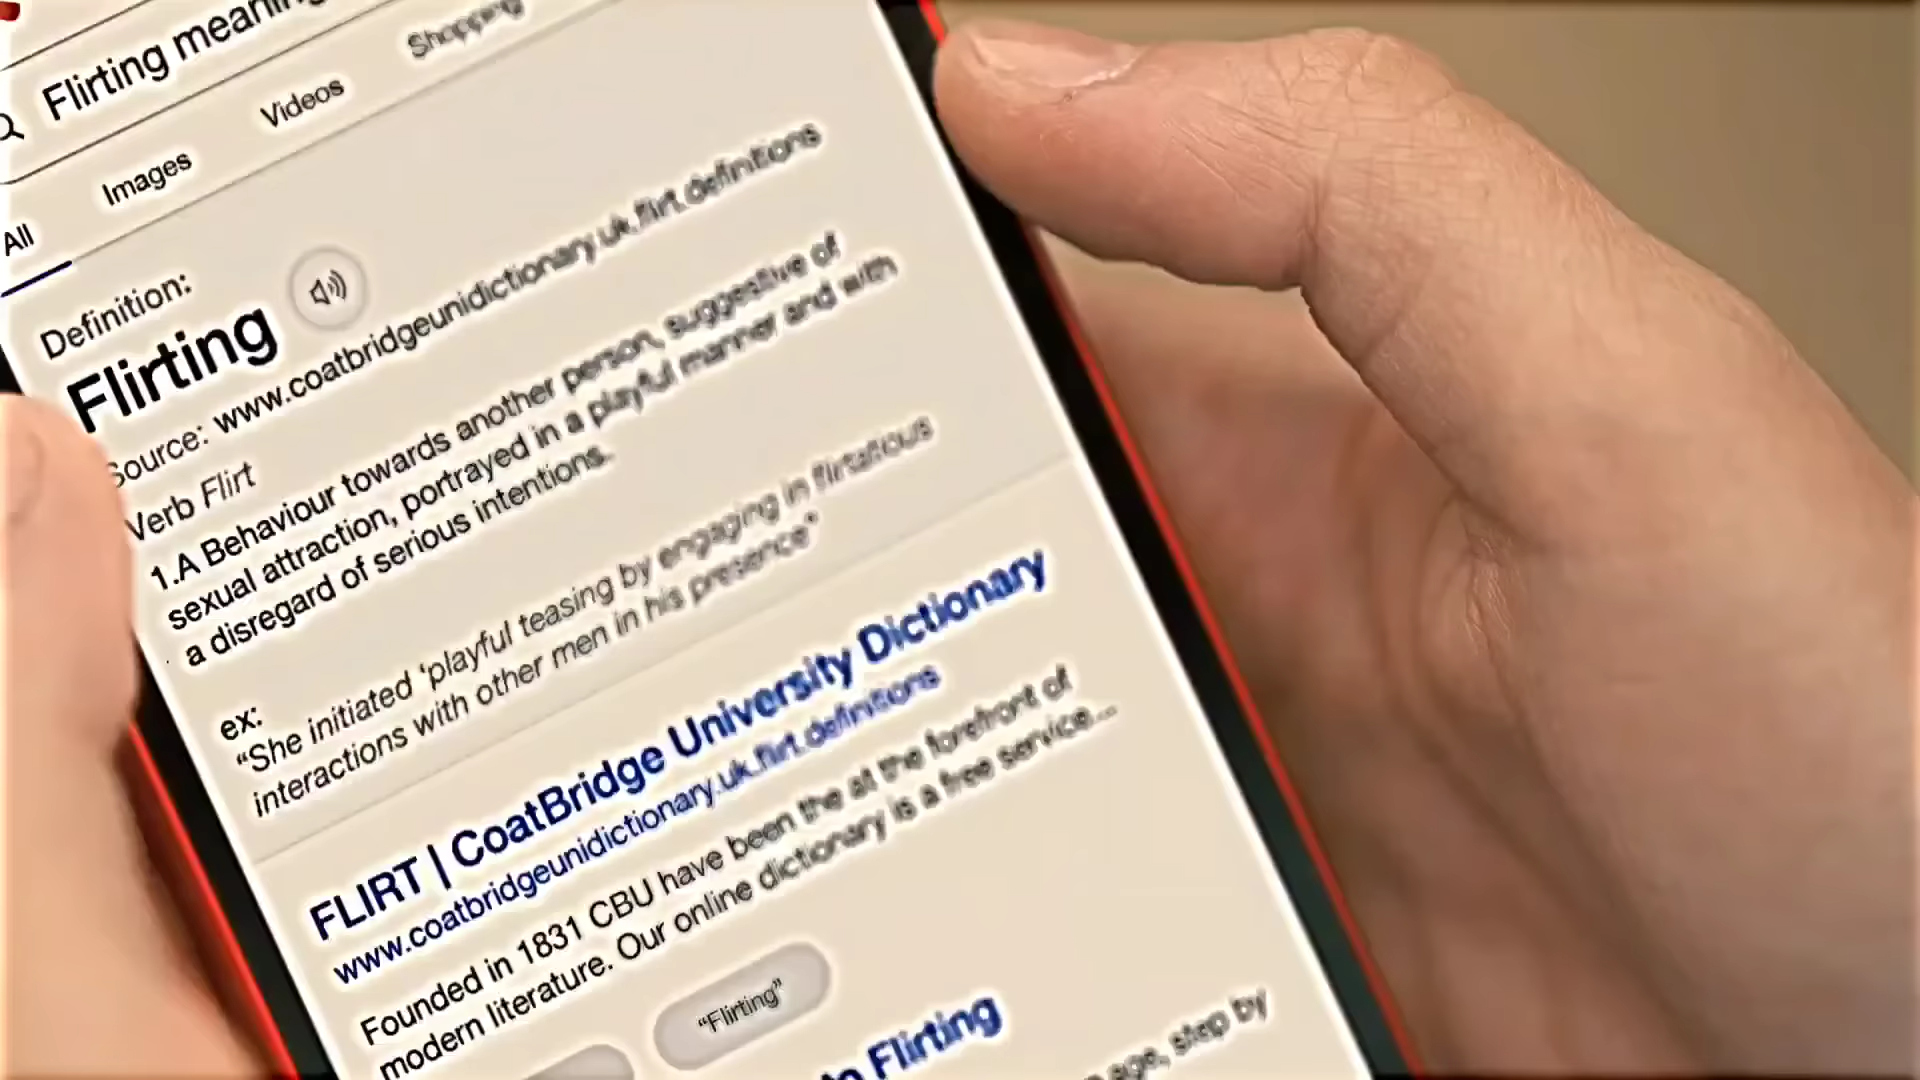 Flirting meaning
All Images Videos Shopping
Definition:
Flirting
Source: www.coatbridgeunidictionary.uk.flirt.definitions
Verb Flirt
1.A Behaviour towards another person, suggestive of
sexual attraction, portrayed in a playful manner and with
a disregard of serious intentions.
ex:
“She initiated ‘playful teasing by engaging in flirtatious
interactions with other men in his presence”
FLIRT | CoatBridge University Dictionary
www.coatbridgeunidictionary.uk.flirt.definitions
Founded in 1831 CBU have been the at the forefront of
modern literature. Our online dictionary is a free service...
“Flirting”
Flirting
step by